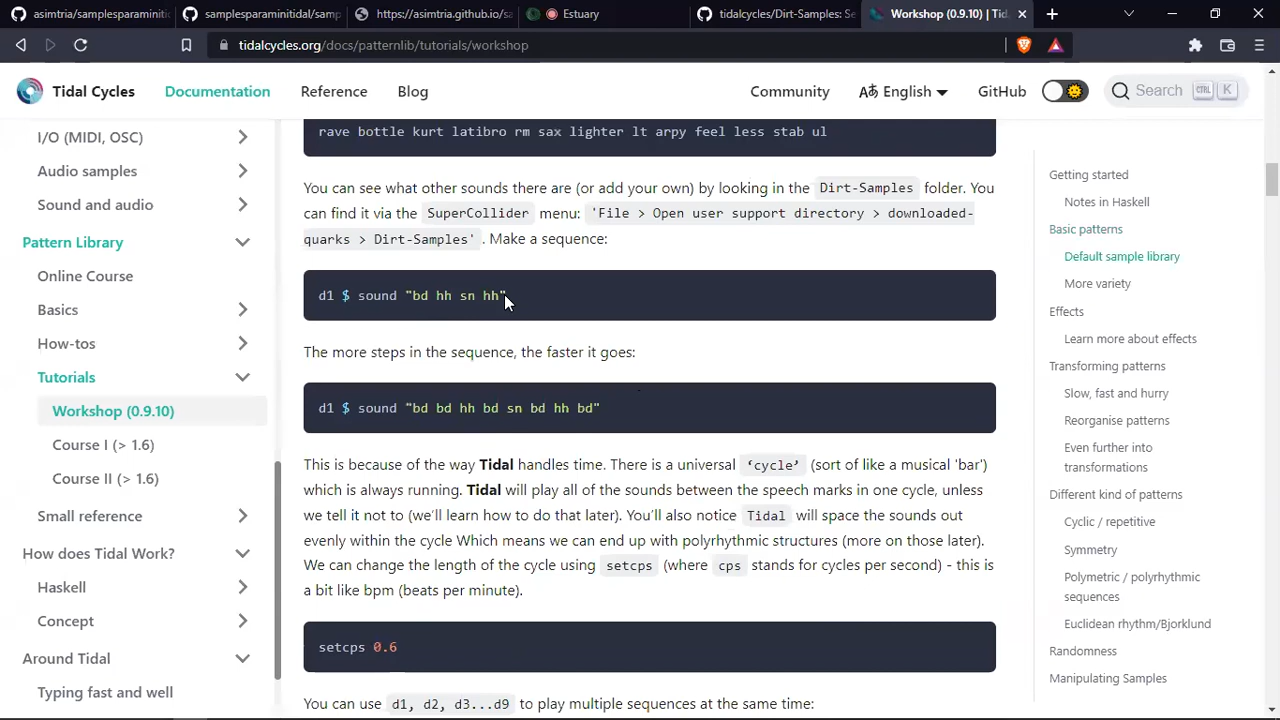 asimtria/samplesparaminitic
samplesparaminitidal/samp
https://asimtria.github.io/sa
Estuary
tidalcycles/Dirt-Samples: Se
Workshop (0.9.10) | Tid
tidalcycles.org/docs/patternlib/tutorials/workshop
Tidal Cycles
Documentation
Reference
Blog
Community
English
GitHub
Search
CTRL K
I/O (MIDI, OSC)
Audio samples
Sound and audio
Pattern Library
Online Course
Basics
How-tos
Tutorials
Workshop (0.9.10)
Course I (> 1.6)
Course II (> 1.6)
Small reference
How does Tidal Work?
Haskell
Concept
Around Tidal
Typing fast and well
rave bottle kurt latibro rm sax lighter lt arpy feel less stab ul
You can see what other sounds there are (or add your own) by looking in the Dirt-Samples folder. You
can find it via the SuperCollider menu: 'File > Open user support directory > downloaded-
quarks > Dirt-Samples'. Make a sequence:
d1 $ sound "bd hh sn hh"
The more steps in the sequence, the faster it goes:
d1 $ sound "bd bd hh bd sn bd hh bd"
This is because of the way Tidal handles time. There is a universal ‘cycle’ (sort of like a musical 'bar')
which is always running. Tidal will play all of the sounds between the speech marks in one cycle, unless
we tell it not to (we’ll learn how to do that later). You’ll also notice Tidal will space the sounds out
evenly within the cycle Which means we can end up with polyrhythmic structures (more on those later).
We can change the length of the cycle using setcps (where cps stands for cycles per second) - this is
a bit like bpm (beats per minute).
setcps 0.6
You can use d1, d2, d3...d9 to play multiple sequences at the same time:
Getting started
Notes in Haskell
Basic patterns
Default sample library
More variety
Effects
Learn more about effects
Transforming patterns
Slow, fast and hurry
Reorganise patterns
Even further into
transformations
Different kind of patterns
Cyclic / repetitive
Symmetry
Polymetric / polyrhythmic
sequences
Euclidean rhythm/Bjorklund
Randomness
Manipulating Samples